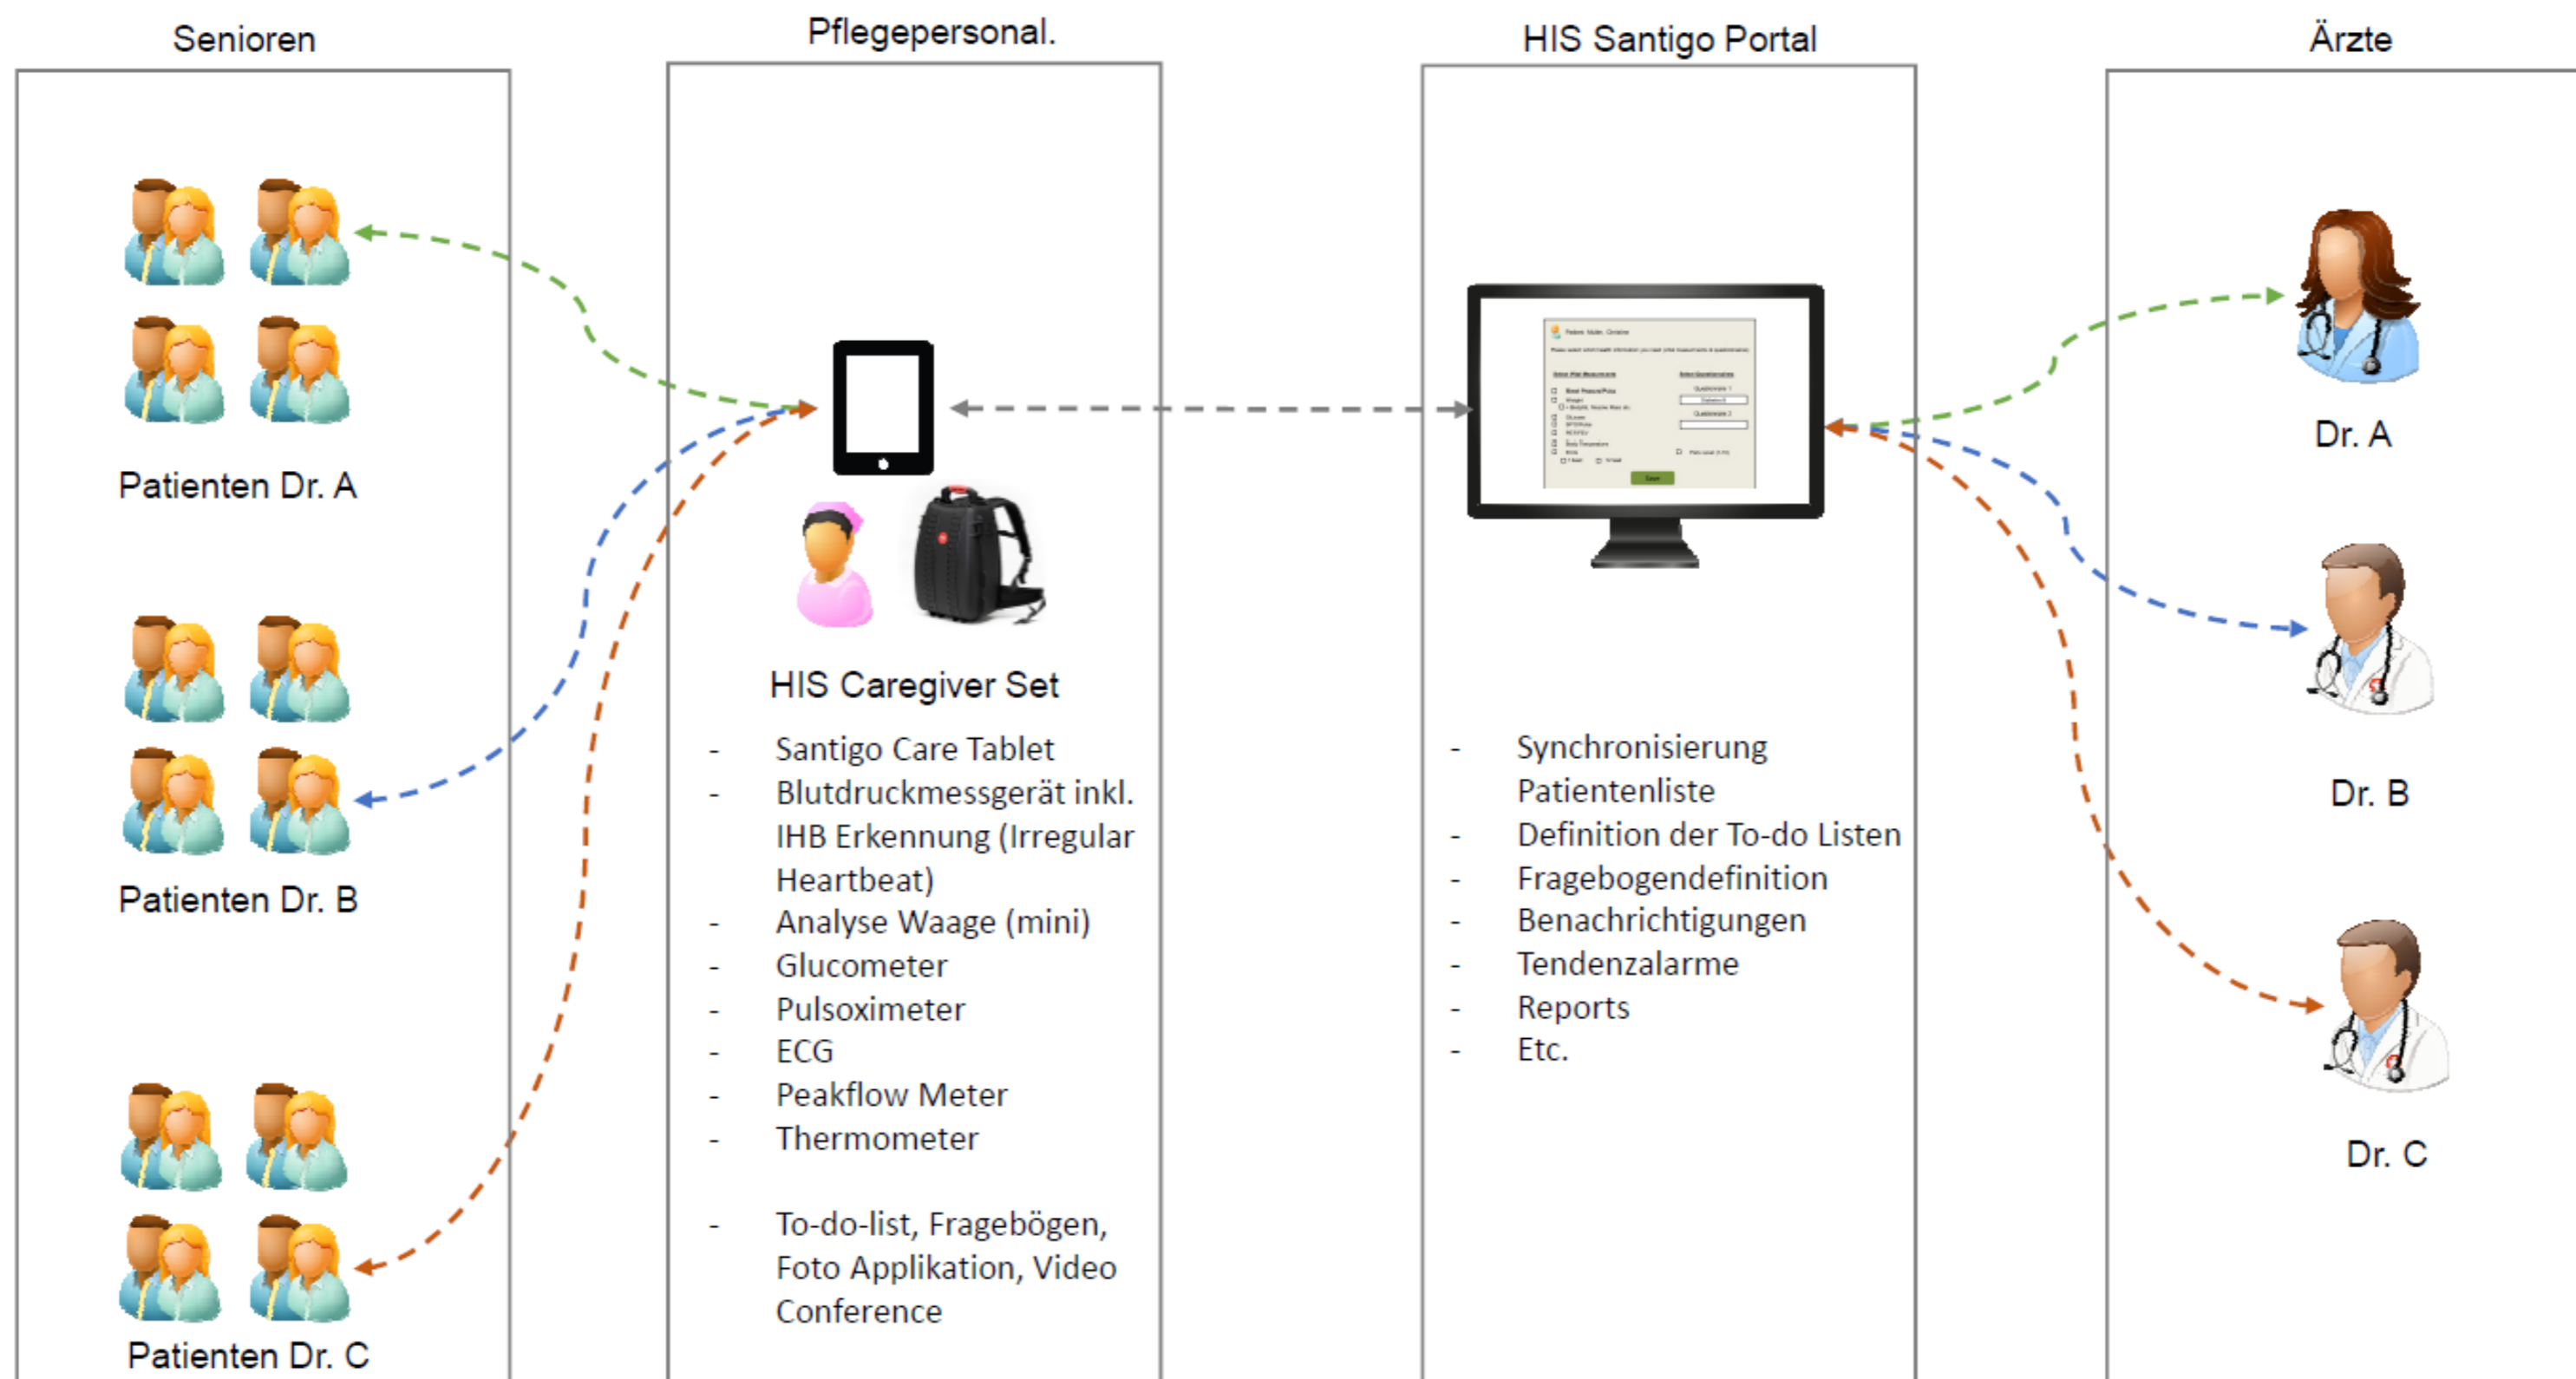 Senioren
Pflegepersonal.
HIS Santigo Portal
Ärzte
Patienten Dr. A
Patienten Dr. B
Patienten Dr. C
HIS Caregiver Set
- Santigo Care Tablet
- Blutdruckmessgerät inkl.
IHB Erkennung (Irregular
Heartbeat)
- Analyse Waage (mini)
- Glucometer
- Pulsoximeter
- ECG
- Peakflow Meter
- Thermometer
- To-do-list, Fragebögen,
Foto Applikation, Video
Conference
- Synchronisierung
Patientenliste
- Definition der To-do Listen
- Fragebogendefinition
- Benachrichtigungen
- Tendenzalarme
- Reports
- Etc.
Dr. A
Dr. B
Dr. C